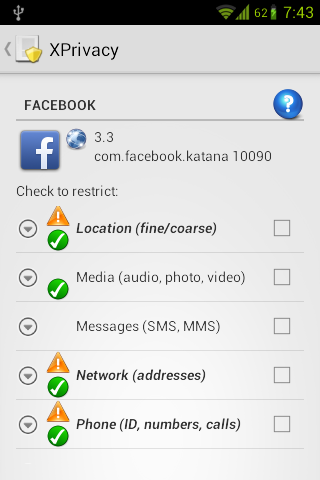 62 7:43
XPrivacy
FACEBOOK
?
f
3.3
com.facebook.katana 10090
Check to restrict:
Location (fine/coarse)
Media (audio, photo, video)
Messages (SMS, MMS)
Network (addresses)
Phone (ID, numbers, calls)